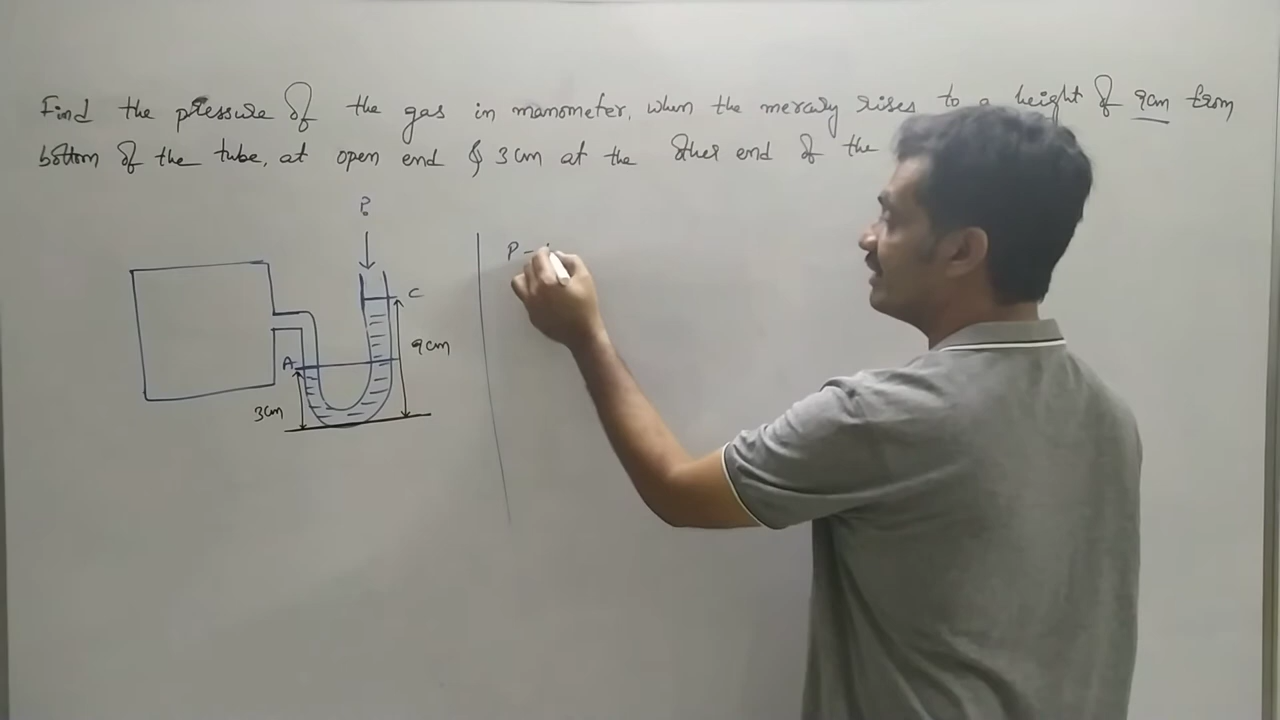 Find the pressure of the gas in manometer, when the mercury rises to a height of 9cm from
bottom of the tube, at open end & 3cm at the other end of the
P₀
C
9cm
A
3cm
P -